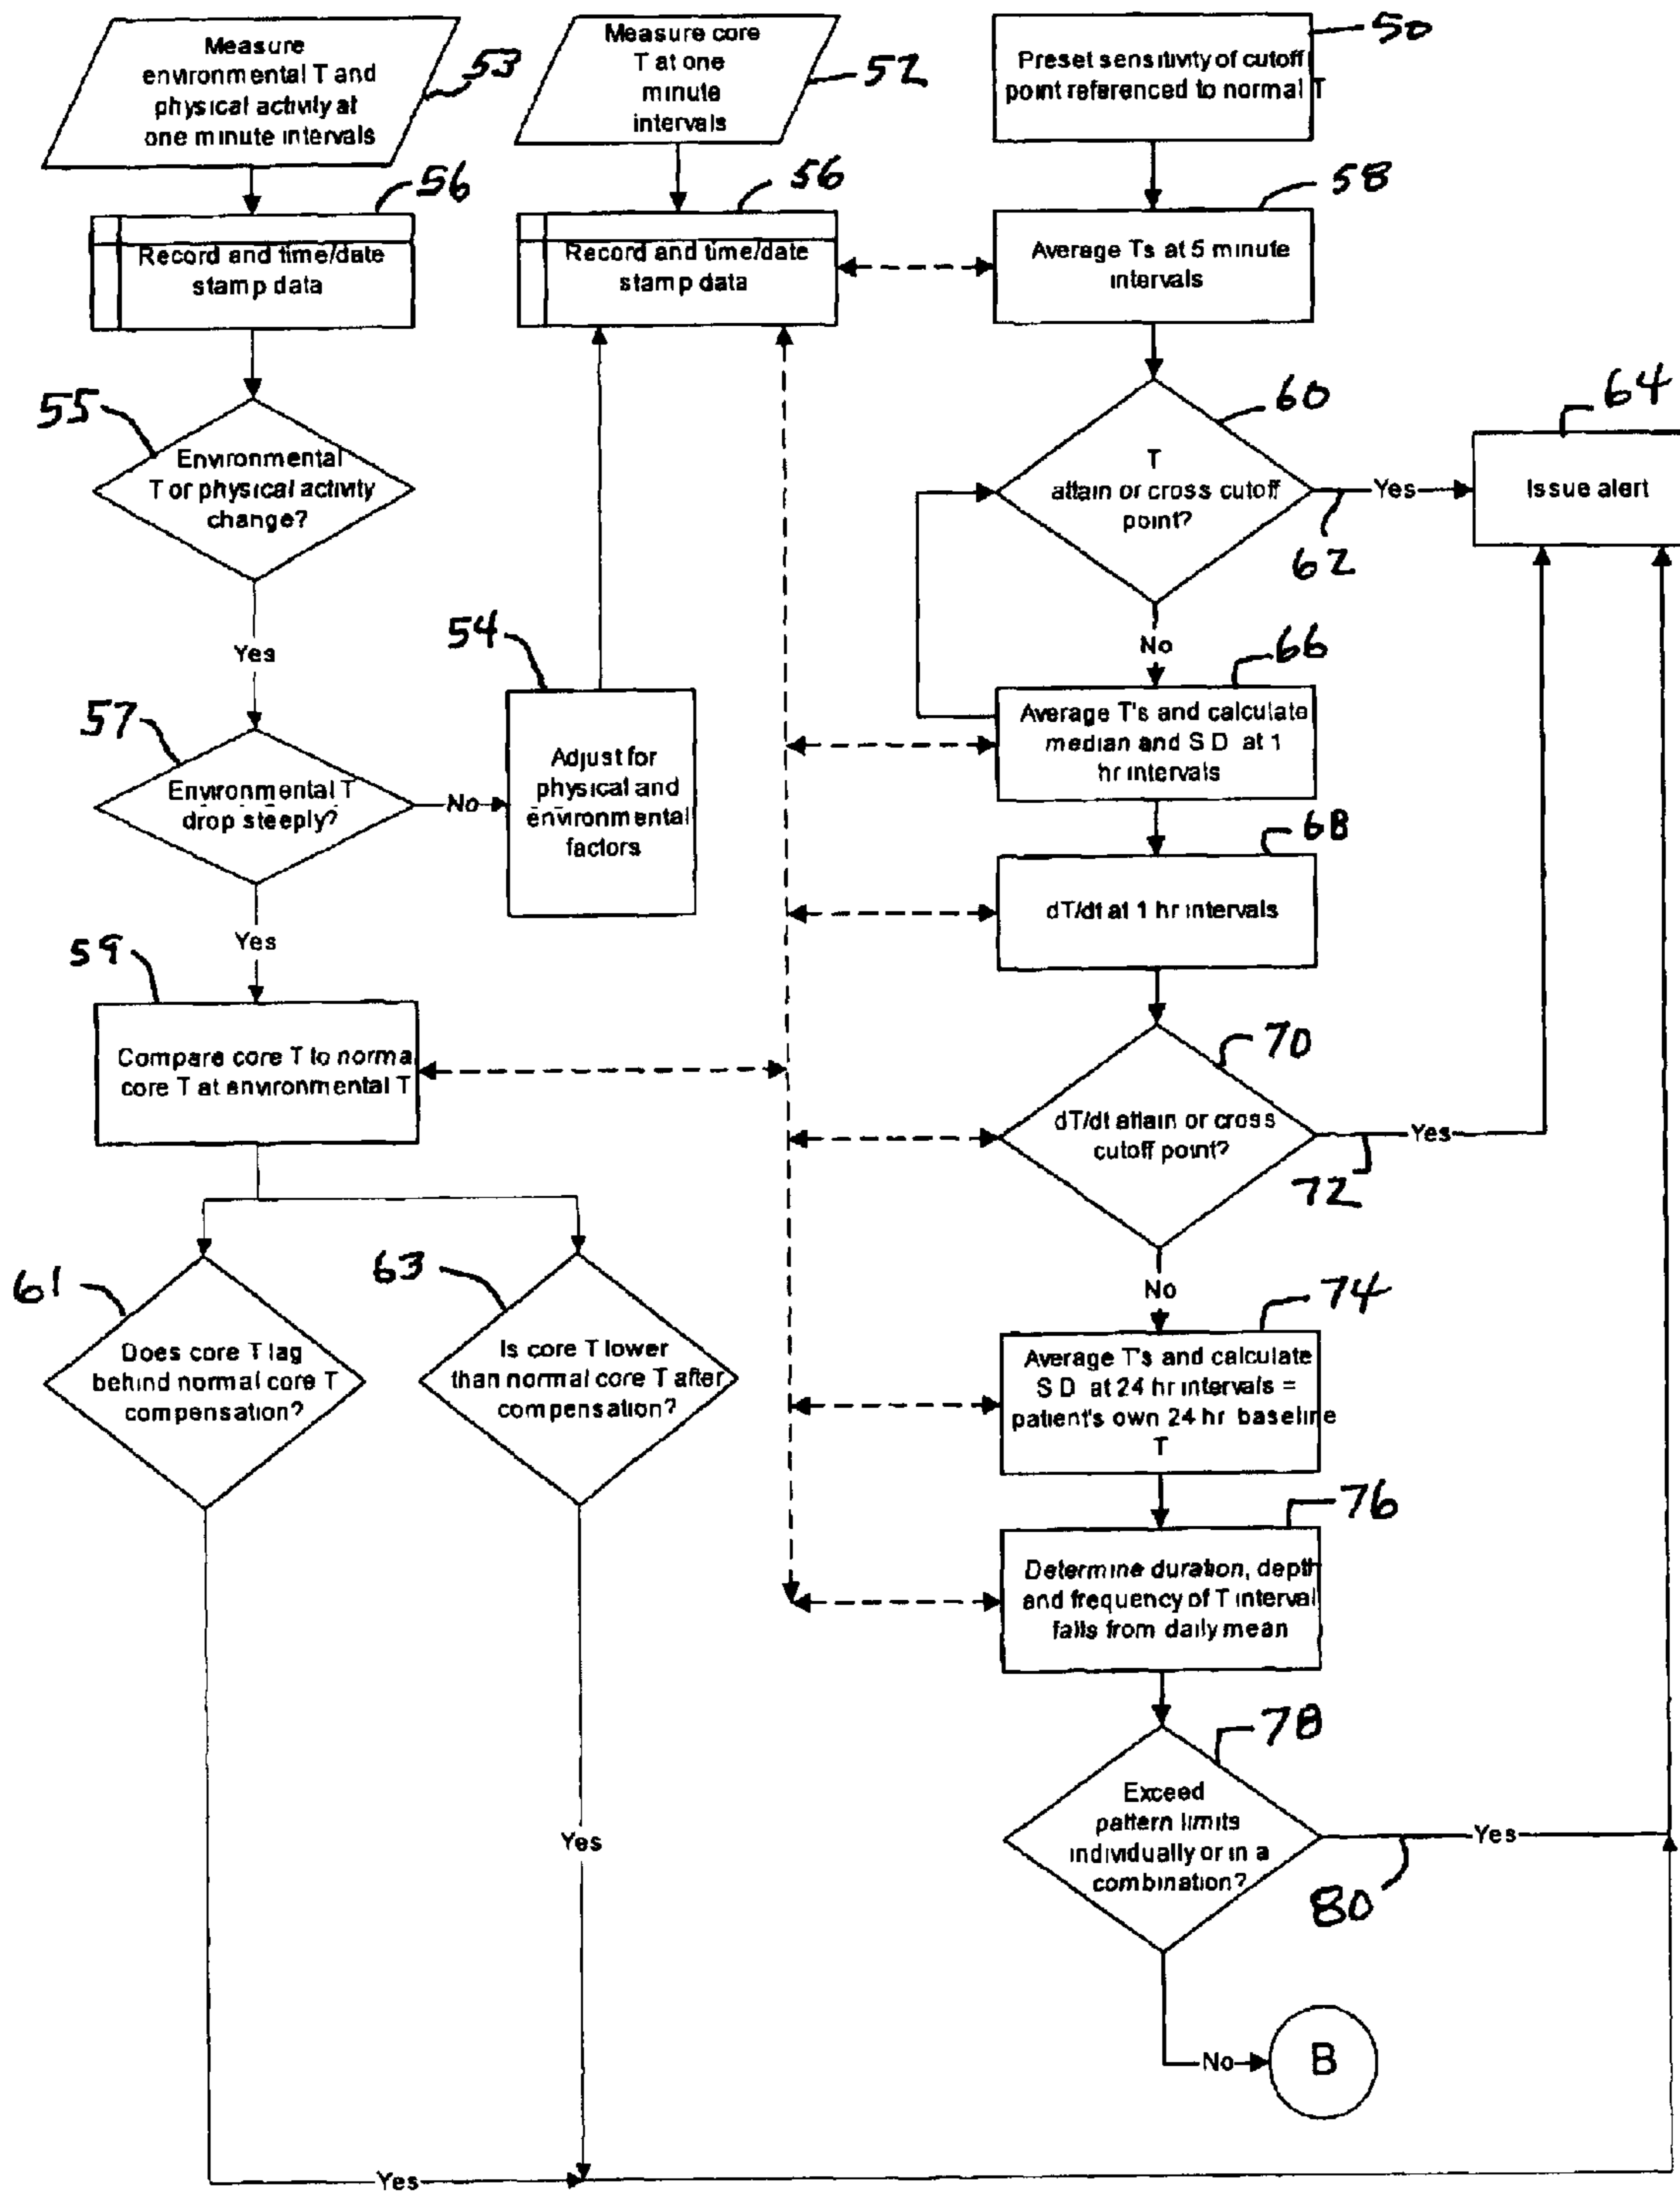 Measure
environmental T and
physical activity at
one minute intervals
53
Measure core
T at one
minute
intervals
52
Preset sensitivity of cutoff
point referenced to normal T
50
56
Record and time/date
stamp data
56
Record and time/date
stamp data
58
Average Ts at 5 minute
intervals
55
Environmental
T or physical activity
change?
60
T
attain or cross cutoff
point?
Yes
62
64
Issue alert
Yes
No
54
Adjust for
physical and
environmental
factors
66
Average T's and calculate
median and S D at 1
hr intervals
57
Environmental T
drop steeply?
No
68
dT/dt at 1 hr intervals
Yes
59
Compare core T to norma
core T at environmental T
70
dT/dt attain or cross
cutoff point?
Yes
72
No
61
Does core T lag
behind normal core T
compensation?
63
Is core T lower
than normal core T after
compensation?
74
Average T's and calculate
S D at 24 hr intervals =
patient's own 24 hr baseline
T
76
Determine duration, depth
and frequency of T interval
falls from daily mean
78
Exceed
pattern limits
individually or in a
combination?
Yes
80
Yes
No
B
Yes